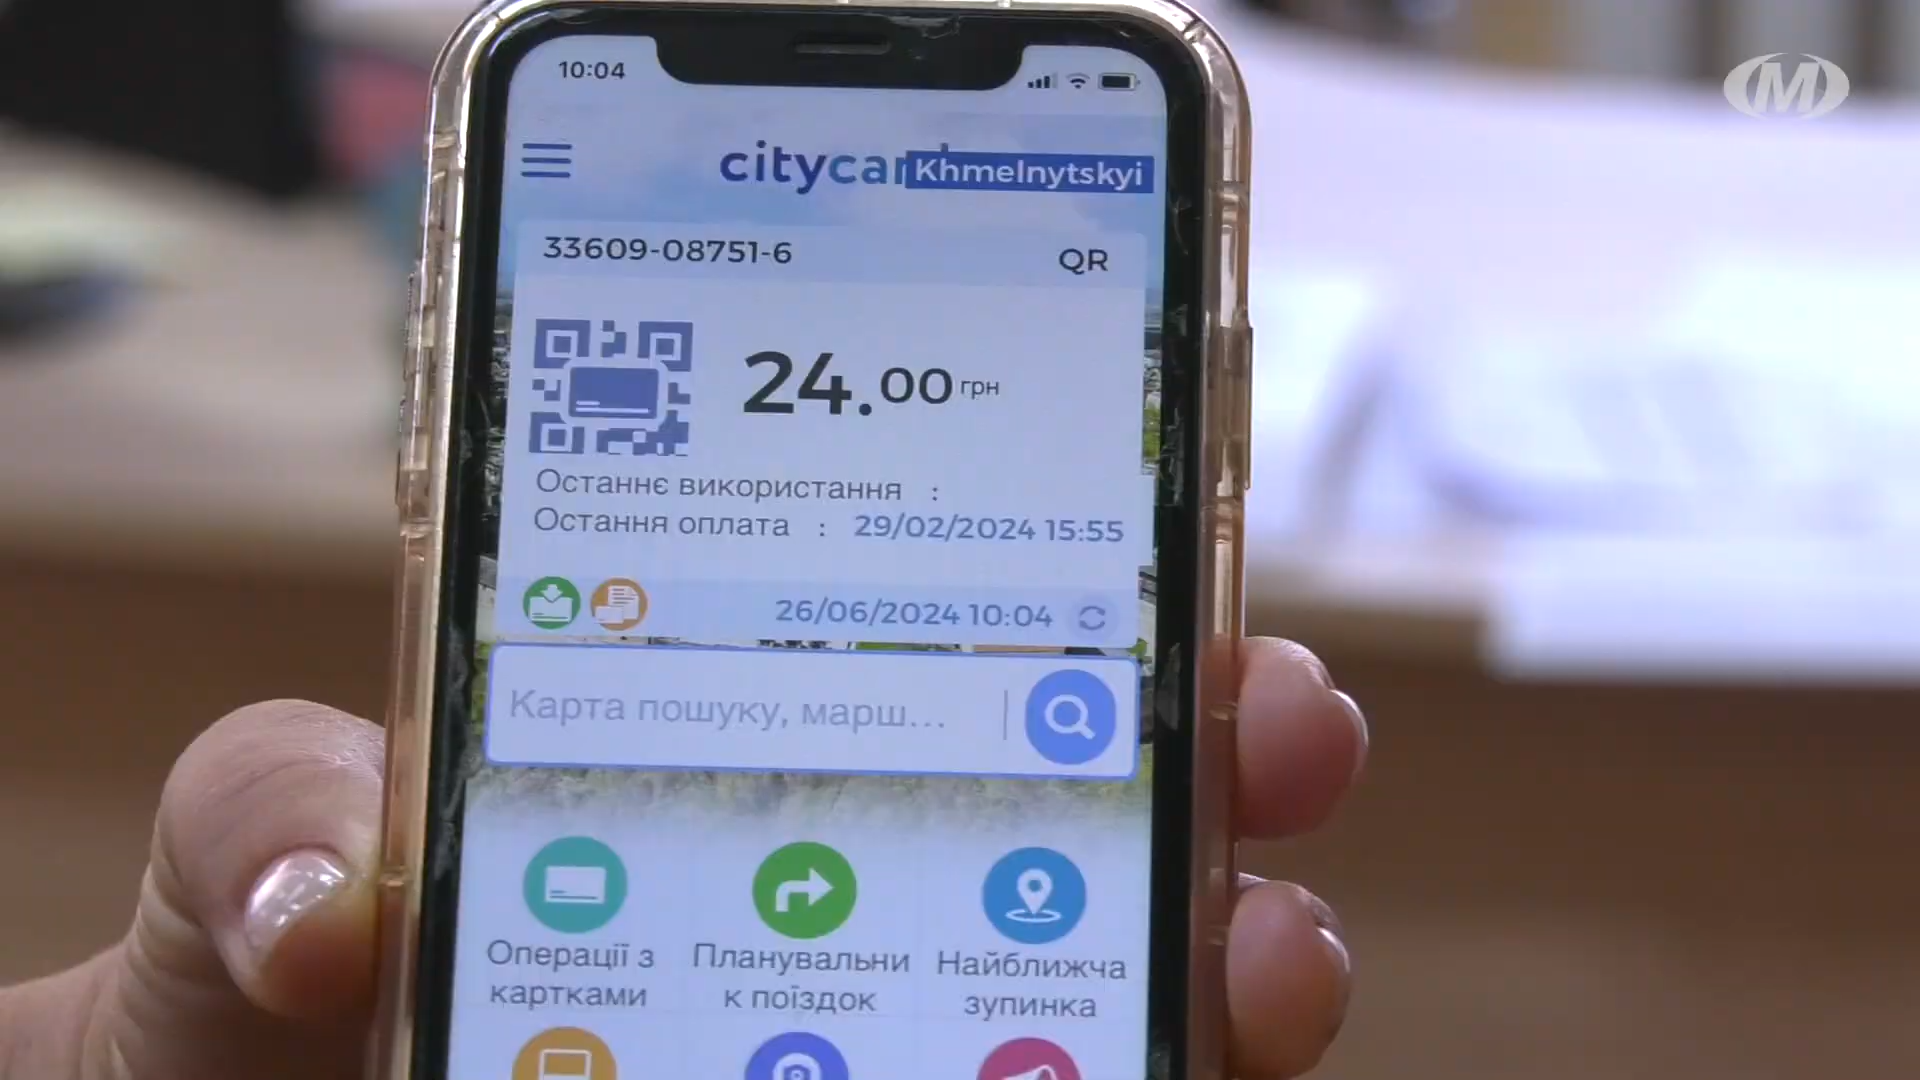 10:04
M
citycar
Khmelnytskyi
33609-08751-6
QR
24.00 грн
Останнє використання :
Остання оплата : 29/02/2024 15:55
26/06/2024 10:04
Карта пошуку, марш...
Операції з
картками
Планувальни
к поїздок
Найближча
зупинка